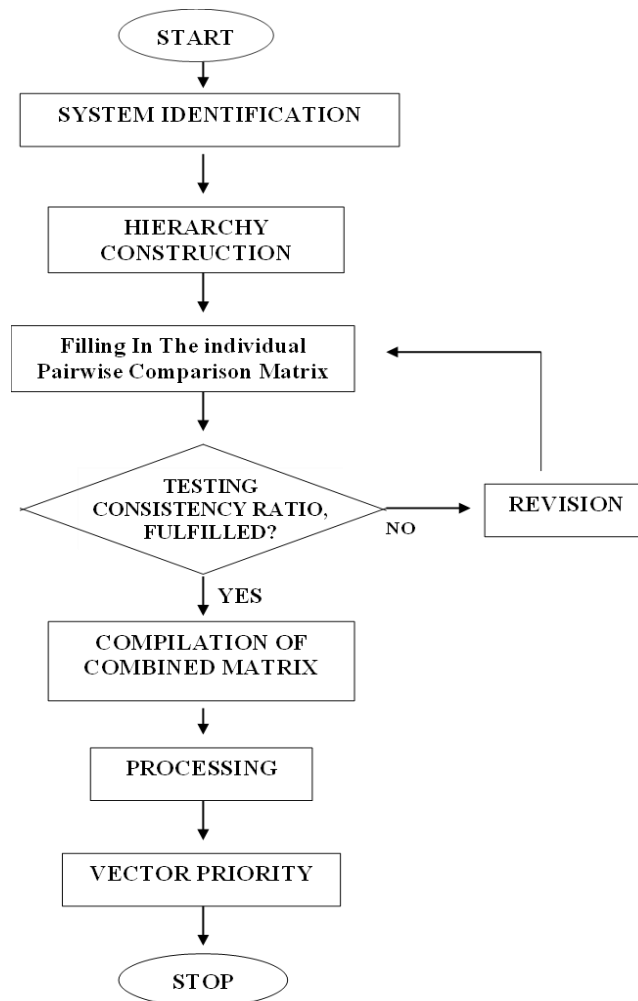 START
SYSTEM IDENTIFICATION
HIERARCHY
CONSTRUCTION
Filling In The individual
Pairwise Comparison Matrix
TESTING
CONSISTENCY RATIO,
FULFILLED?
NO
REVISION
YES
COMPILATION OF
COMBINED MATRIX
PROCESSING
VECTOR PRIORITY
STOP